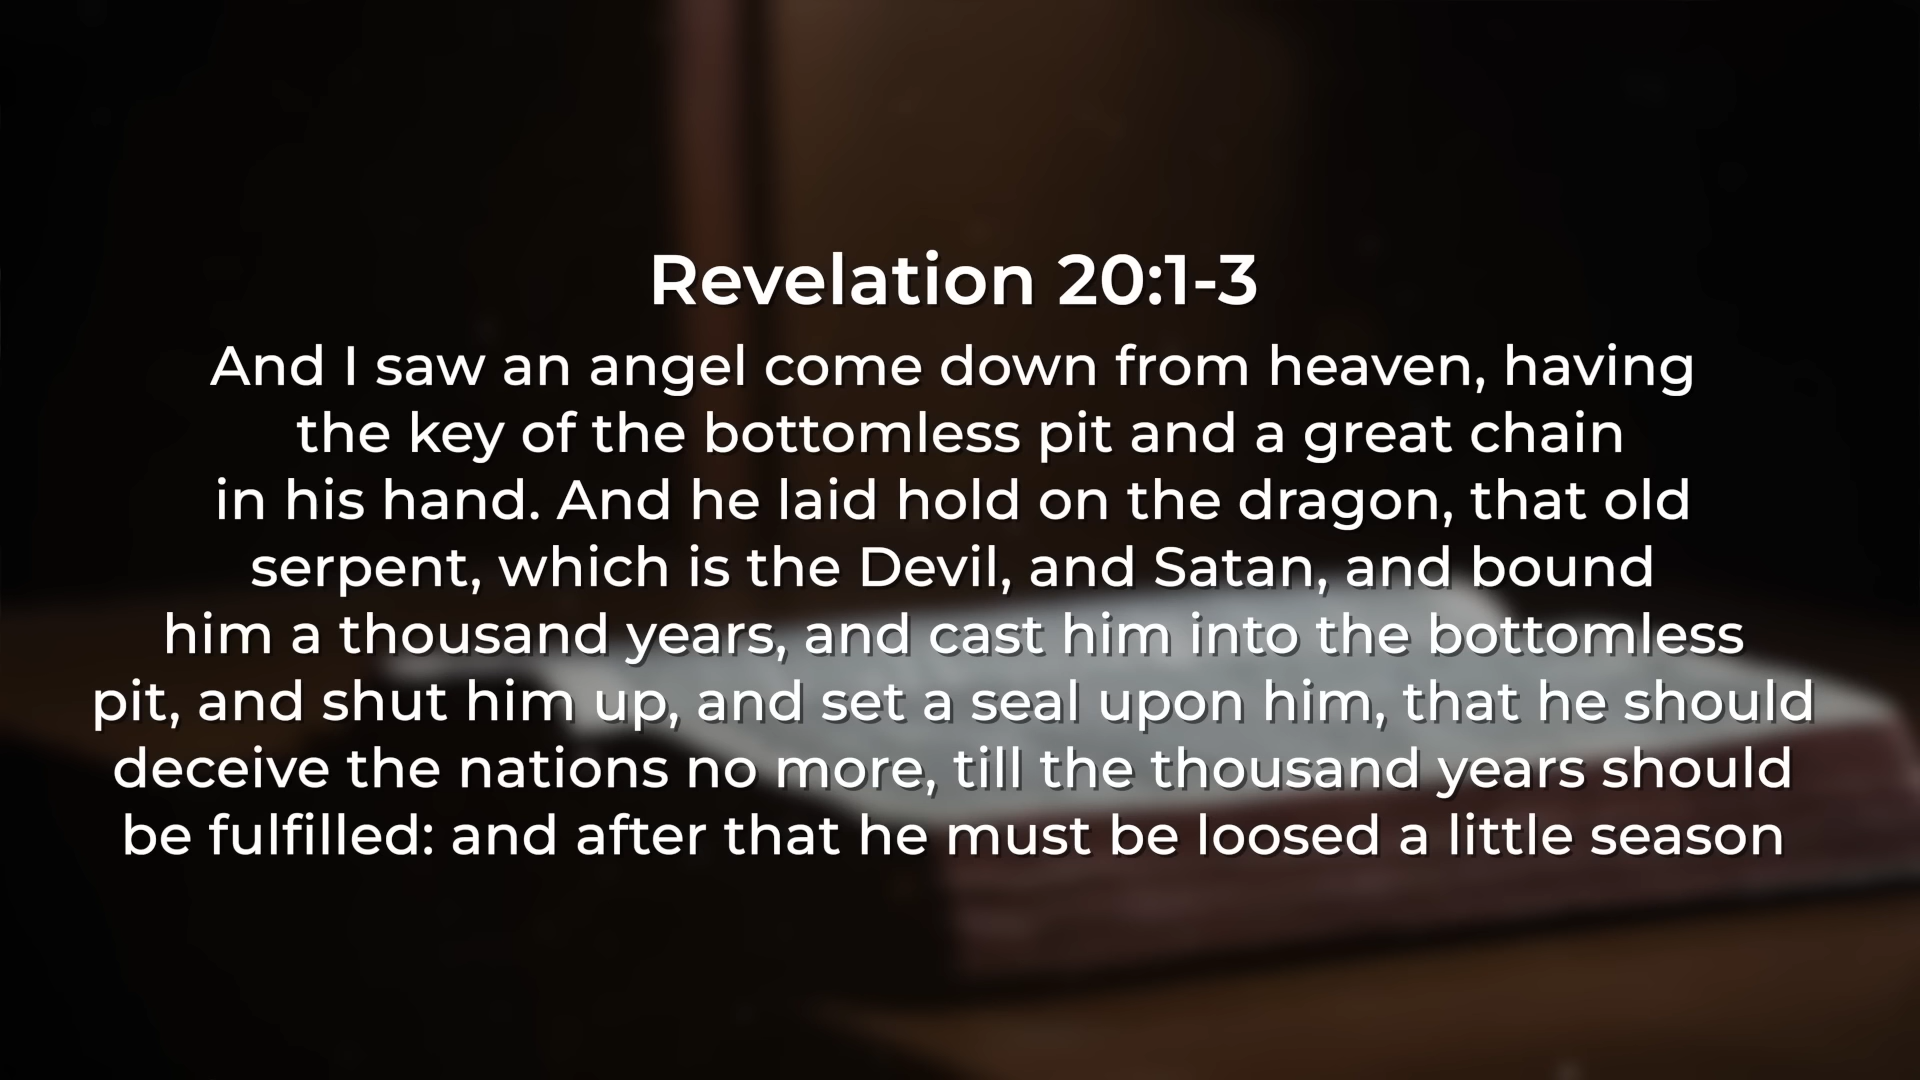 Revelation 20:1-3
And I saw an angel come down from heaven, having
the key of the bottomless pit and a great chain
in his hand. And he laid hold on the dragon, that old
serpent, which is the Devil, and Satan, and bound
him a thousand years, and cast him into the bottomless
pit, and shut him up, and set a seal upon him, that he should
deceive the nations no more, till the thousand years should
be fulfilled: and after that he must be loosed a little season